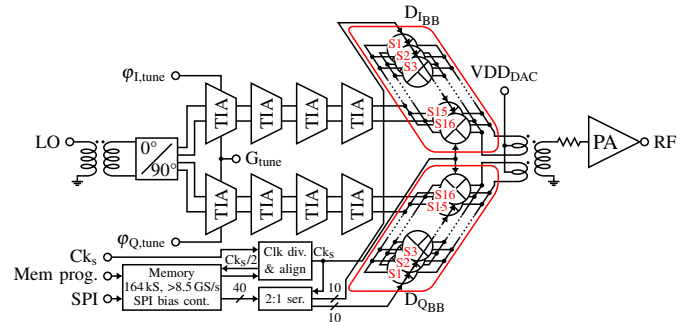 D_I_BB
S1
S2
S3
φ_I,tune
VDD_DAC
TIA TIA TIA TIA
S15
S16
LO
0°
90°
G_tune
PA
RF
TIA TIA TIA TIA
S16
S15
φ_Q,tune
Ck_s
Clk div.
& align
Ck_s
Ck_s/2
S3
S2
S1
Mem prog.
Memory
164 kS, >8.5 GS/s
SPI bias cont.
SPI
40
2:1 ser.
10
10
D_Q_BB